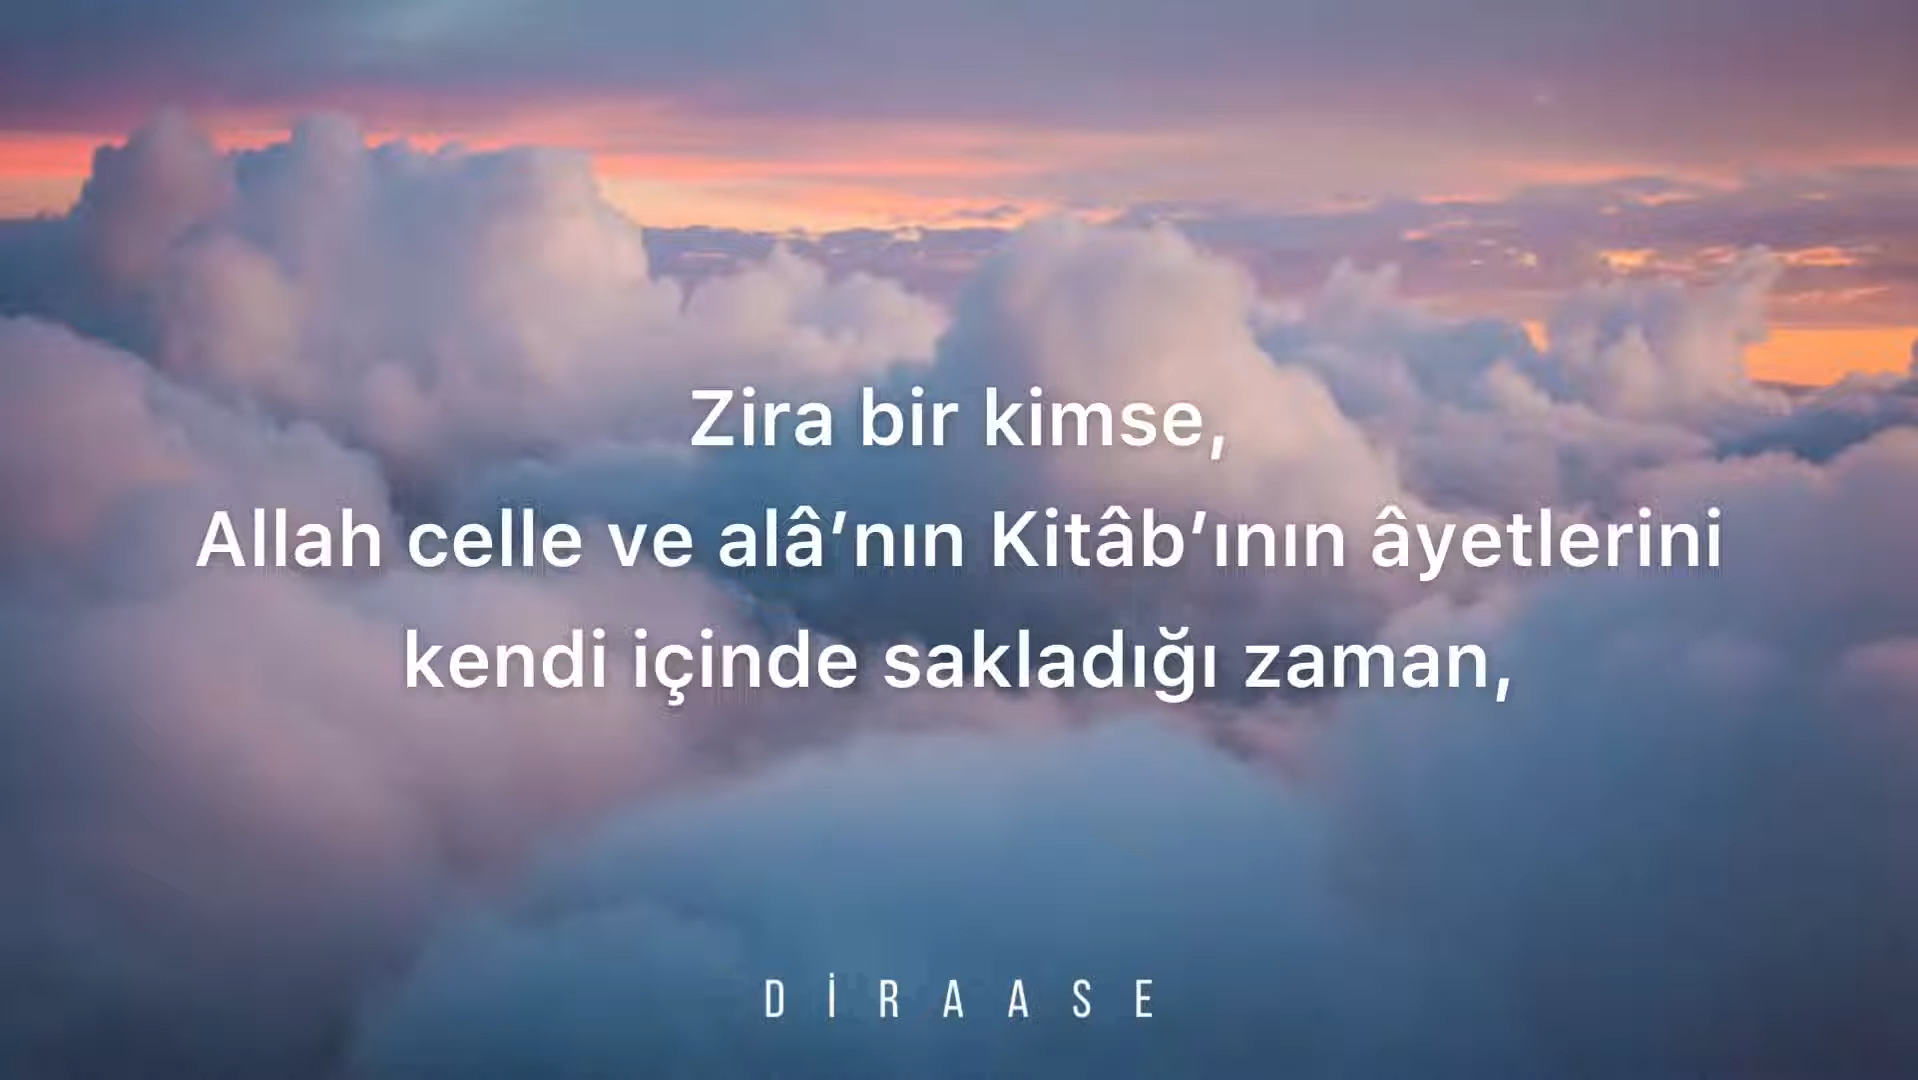 Zira bir kimse,
Allah celle ve alâ’nın Kitâb’ının âyetlerini
kendi içinde sakladığı zaman,
DİRAASE